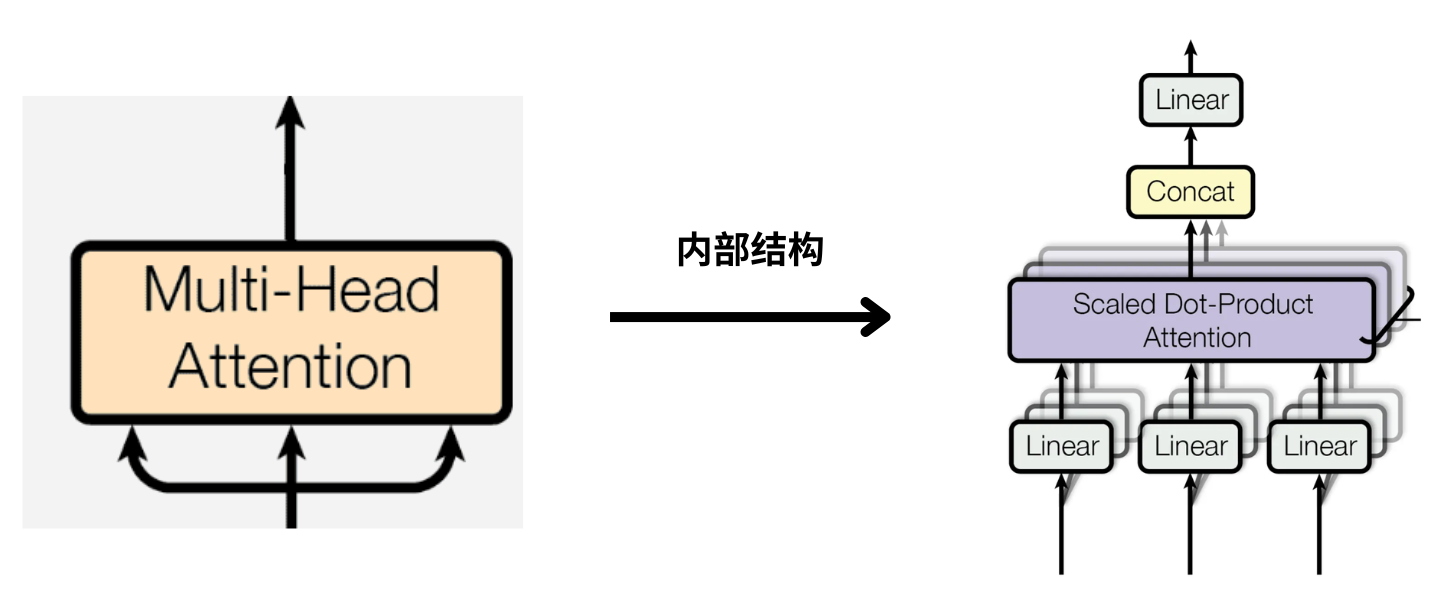 Multi-Head
Attention
内部结构
Linear
Concat
Scaled Dot-Product
Attention
Linear
Linear
Linear